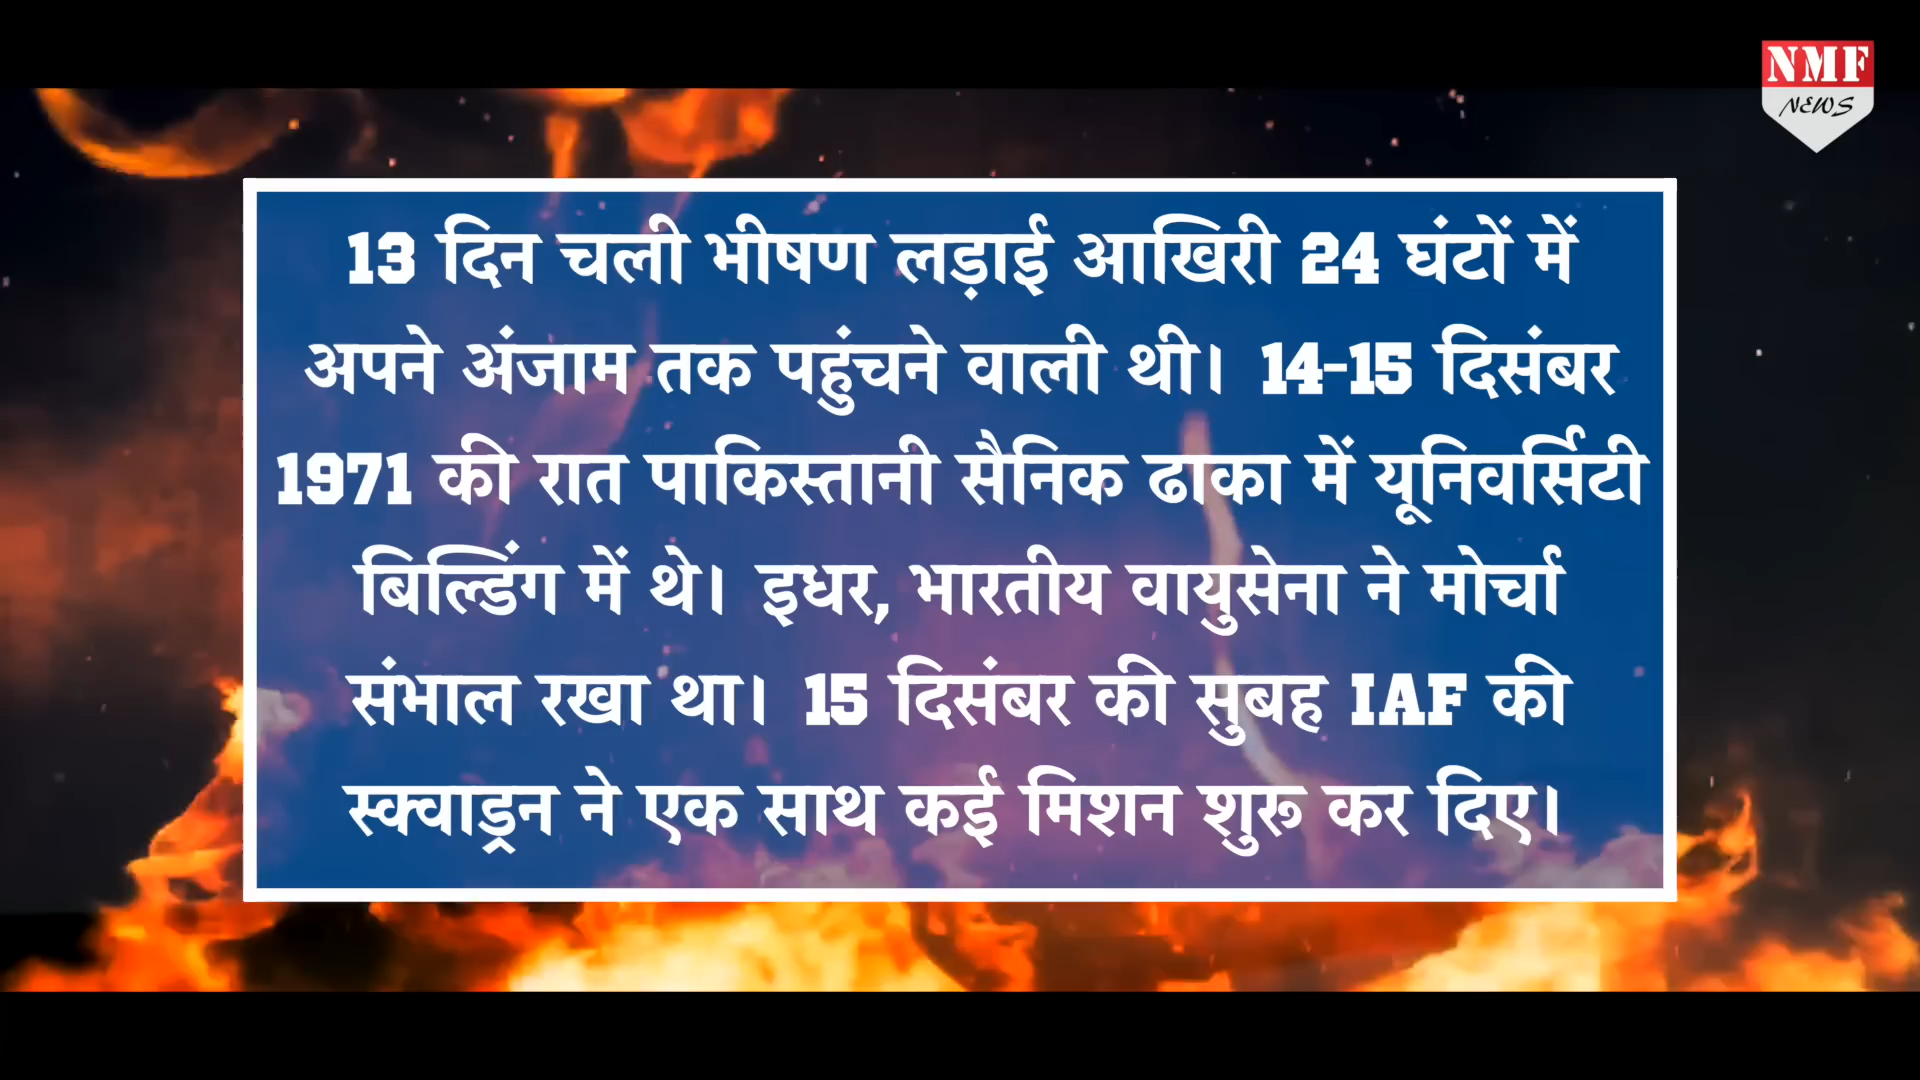 NMF
NEWS
13 दिन चली भीषण लड़ाई आखिरी 24 घंटों में
अपने अंजाम तक पहुंचने वाली थी। 14-15 दिसंबर
1971 की रात पाकिस्तानी सैनिक ढाका में यूनिवर्सिटी
बिल्डिंग में थे। इधर, भारतीय वायुसेना ने मोर्चा
संभाल रखा था। 15 दिसंबर की सुबह IAF की
स्क्वाड्रन ने एक साथ कई मिशन शुरू कर दिए।